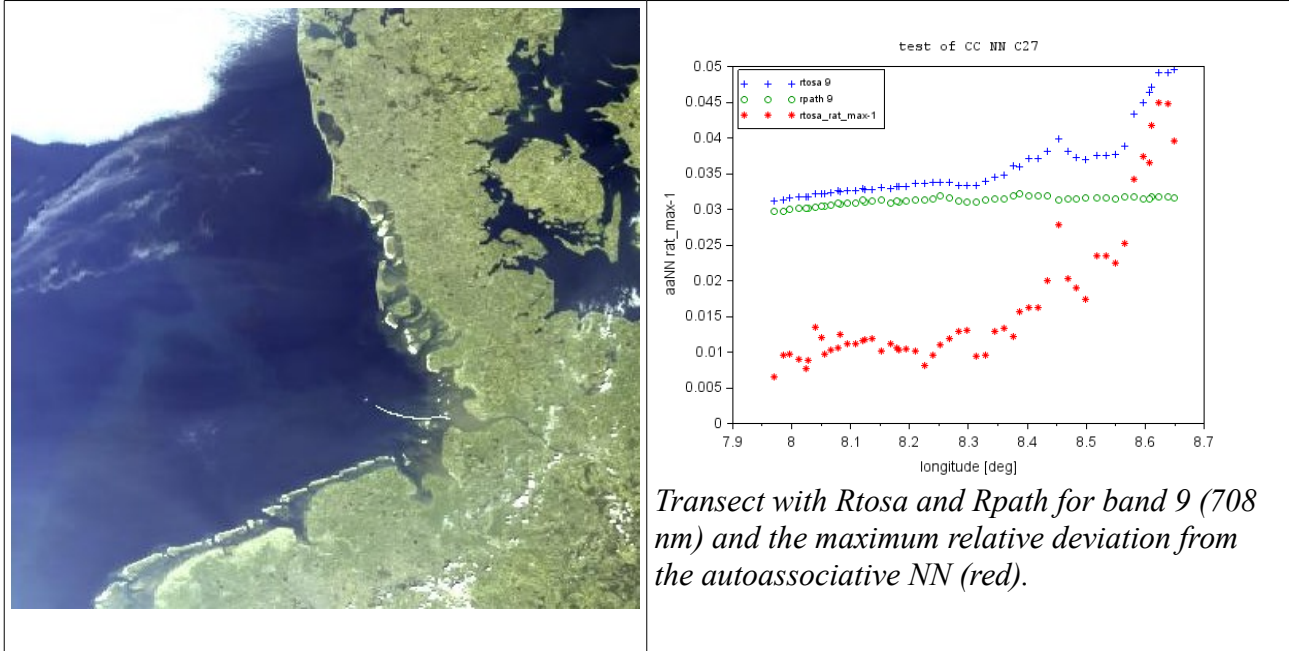 test of CC NN C27
rtosa 9
rpath 9
rtosa_rat_max-1
0.05
0.045
0.04
0.035
0.03
0.025
0.02
0.015
0.01
0.005
0
aaNN rat_max-1
7.9 8 8.1 8.2 8.3 8.4 8.5 8.6 8.7
longitude [deg]
Transect with Rtosa and Rpath for band 9 (708
nm) and the maximum relative deviation from
the autoassociative NN (red).